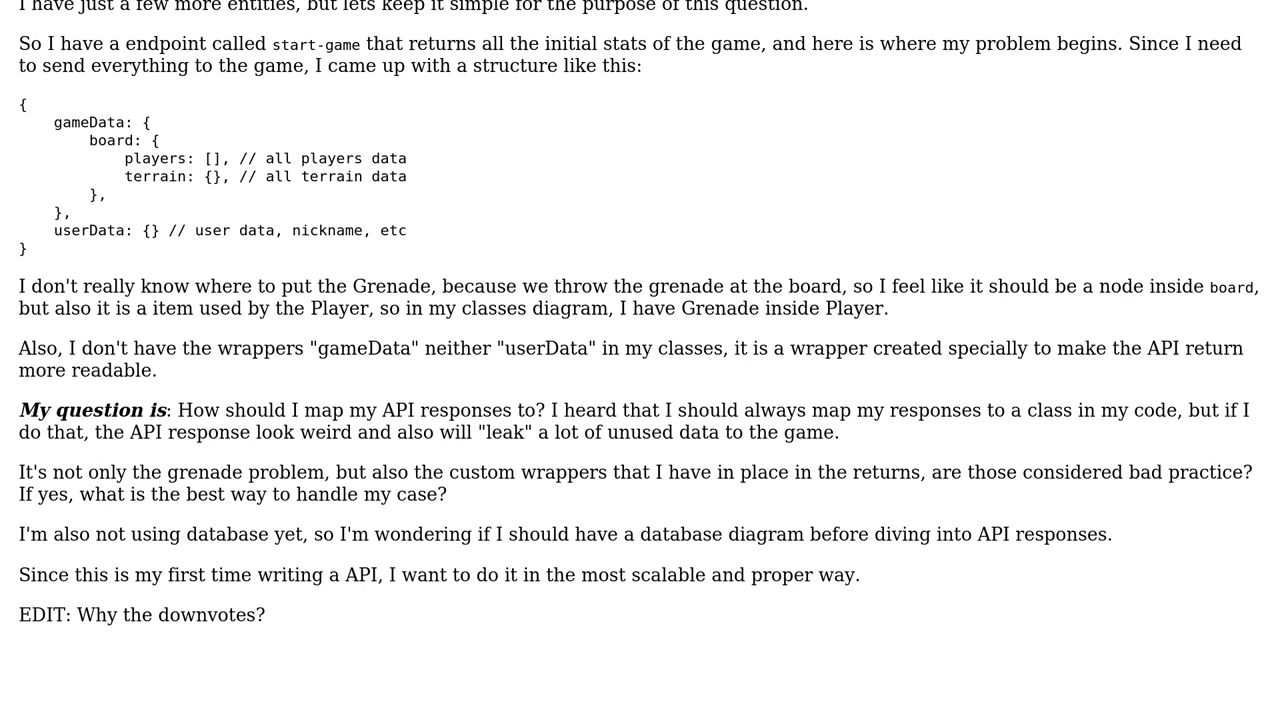 I have just a few more entities, but lets keep it simple for the purpose of this question.
So I have a endpoint called start-game that returns all the initial stats of the game, and here is where my problem begins. Since I need
to send everything to the game, I came up with a structure like this:
{
    gameData: {
        board: {
            players: [], // all players data
            terrain: {}, // all terrain data
        },
    },
    userData: {} // user data, nickname, etc
}
I don't really know where to put the Grenade, because we throw the grenade at the board, so I feel like it should be a node inside board,
but also it is a item used by the Player, so in my classes diagram, I have Grenade inside Player.
Also, I don't have the wrappers "gameData" neither "userData" in my classes, it is a wrapper created specially to make the API return
more readable.
My question is: How should I map my API responses to? I heard that I should always map my responses to a class in my code, but if I
do that, the API response look weird and also will "leak" a lot of unused data to the game.
It's not only the grenade problem, but also the custom wrappers that I have in place in the returns, are those considered bad practice?
If yes, what is the best way to handle my case?
I'm also not using database yet, so I'm wondering if I should have a database diagram before diving into API responses.
Since this is my first time writing a API, I want to do it in the most scalable and proper way.
EDIT: Why the downvotes?